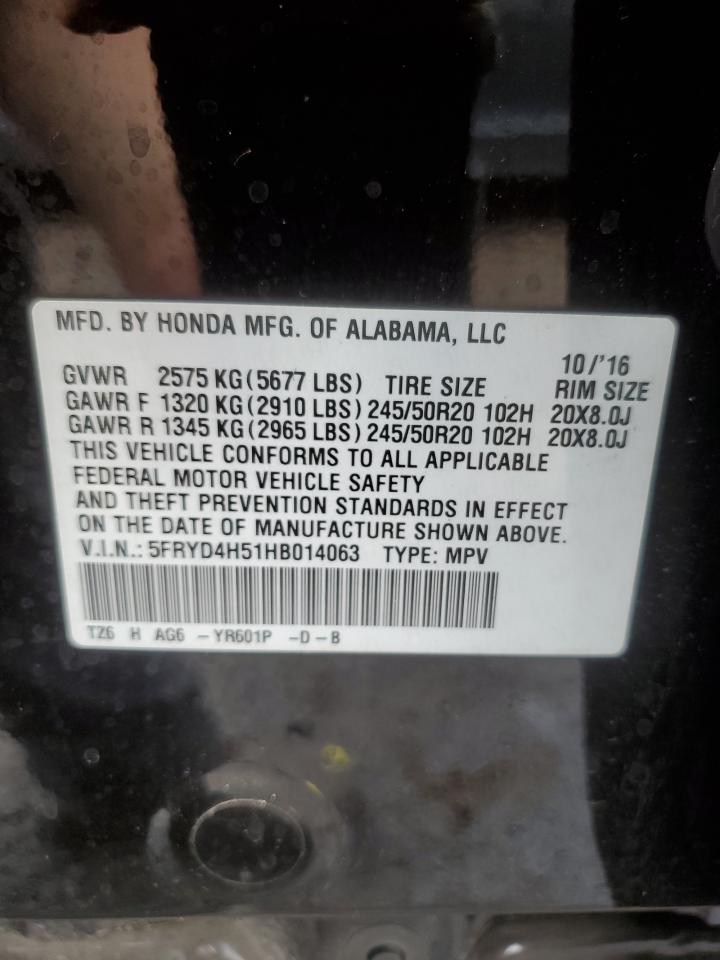 MFD. BY HONDA MFG. OF ALABAMA, LLC
10/'16
GVWR 2575 KG (5677 LBS) TIRE SIZE RIM SIZE
GAWR F 1320 KG (2910 LBS) 245/50R20 102H 20X8.0J
GAWR R 1345 KG (2965 LBS) 245/50R20 102H 20X8.0J
THIS VEHICLE CONFORMS TO ALL APPLICABLE
FEDERAL MOTOR VEHICLE SAFETY
AND THEFT PREVENTION STANDARDS IN EFFECT
ON THE DATE OF MANUFACTURE SHOWN ABOVE.
V.I.N.: 5FRYD4H51HB014063 TYPE: MPV
TZ6 H AG6 -YR601P -D-B